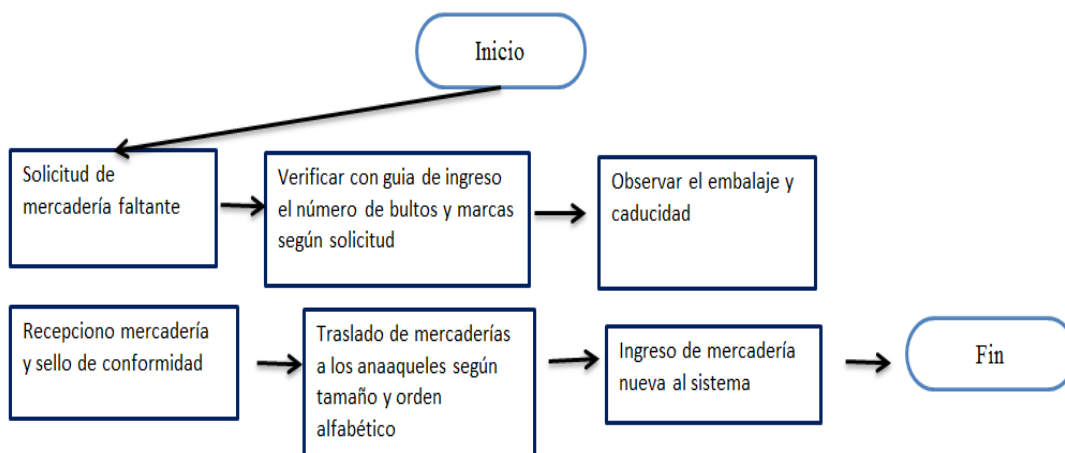 Inicio
Solicitud de
mercadería faltante
Verificar con guia de ingreso
el número de bultos y marcas
según solicitud
Observar el embalaje y
caducidad
Recepciono mercadería
y sello de conformidad
Traslado de mercaderías
a los anaaqueles según
tamaño y orden
alfabético
Ingreso de mercadería
nueva al sistema
Fin